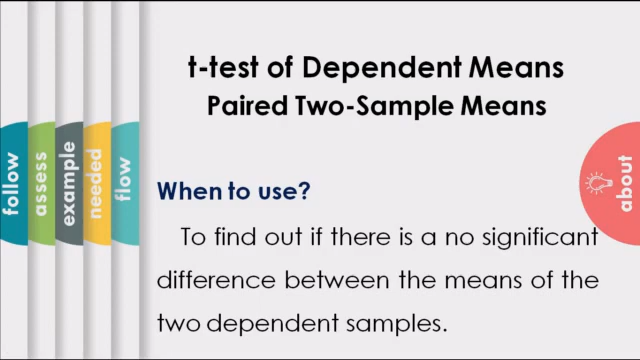 t-test of Dependent Means
Paired Two-Sample Means
follow
assess
example
needed
flow
about
When to use?
To find out if there is a no significant
difference between the means of the
two dependent samples.